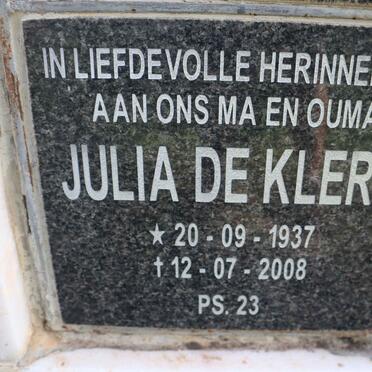 IN LIEFDEVOLLE HERINNE
AAN ONS MA EN OUMA
JULIA DE KLER
★ 20 - 09 - 1937
† 12 - 07 - 2008
PS. 23